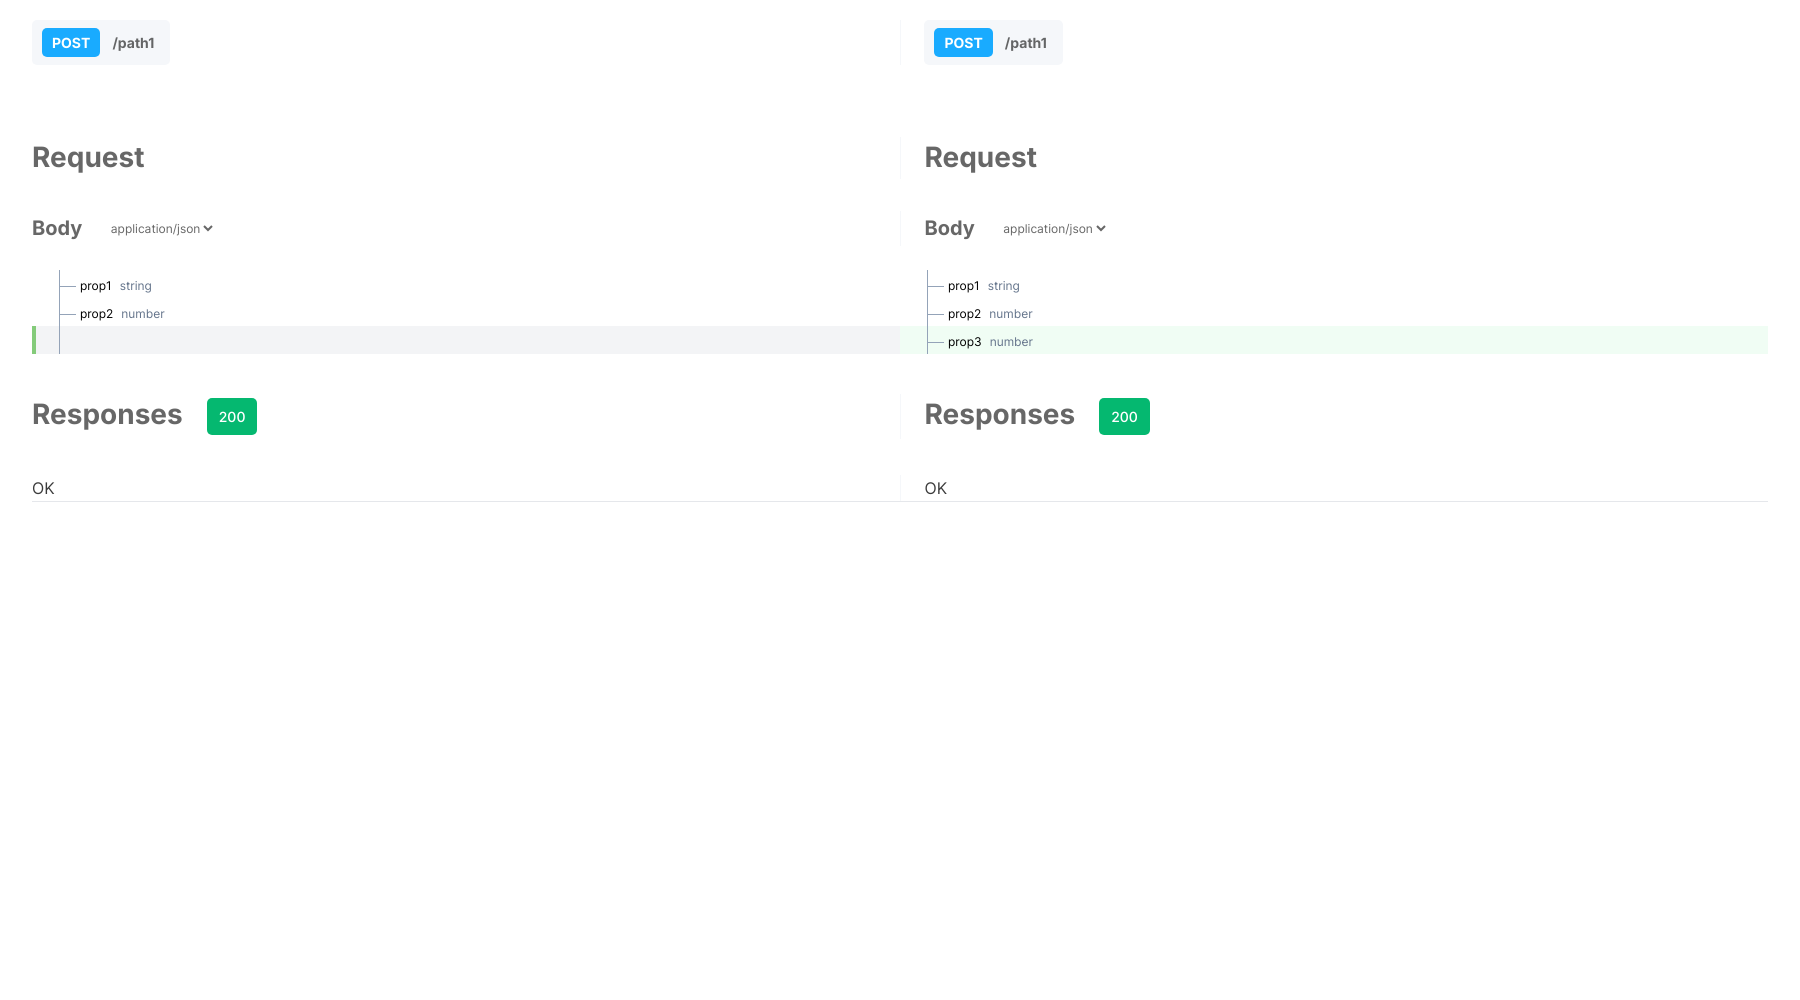 POST /path1
Request
Body application/json
prop1 string
prop2 number
Responses 200
OK
POST /path1
Request
Body application/json
prop1 string
prop2 number
prop3 number
Responses 200
OK